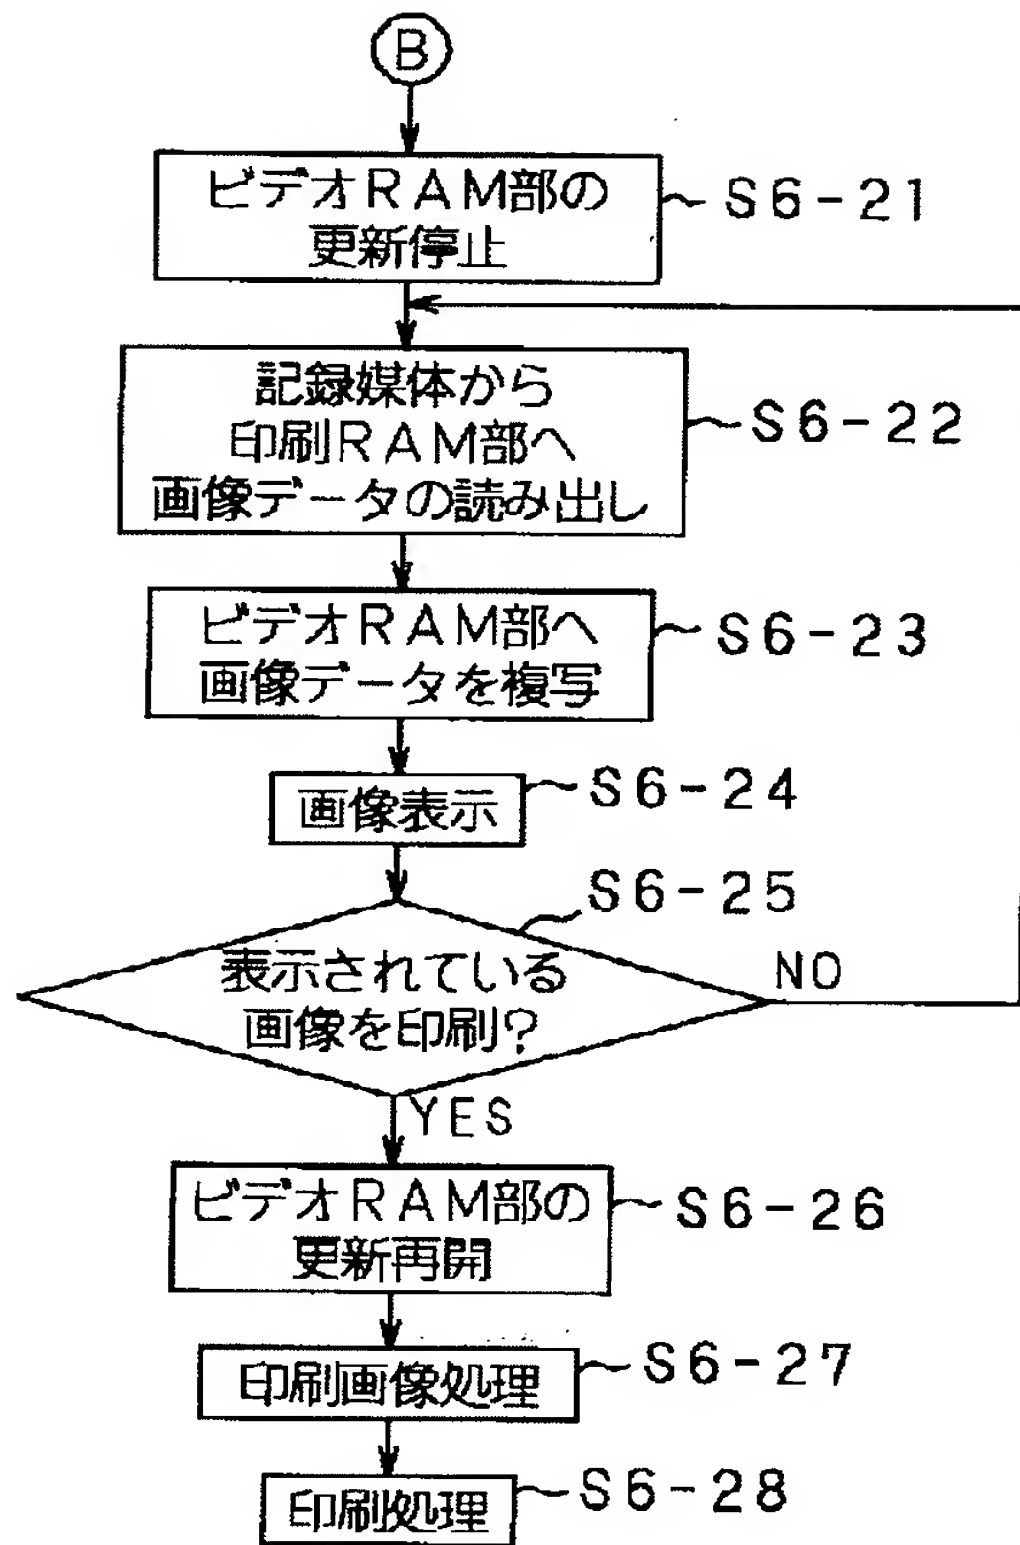 B
ビデオRAM部の
更新停止
S6-21
記録媒体から
印刷RAM部へ
画像データの読み出し
S6-22
ビデオRAM部へ
画像データを複写
S6-23
画像表示
S6-24
S6-25
表示されている
画像を印刷?
NO
YES
ビデオRAM部の
更新再開
S6-26
印刷画像処理
S6-27
印刷処理
S6-28